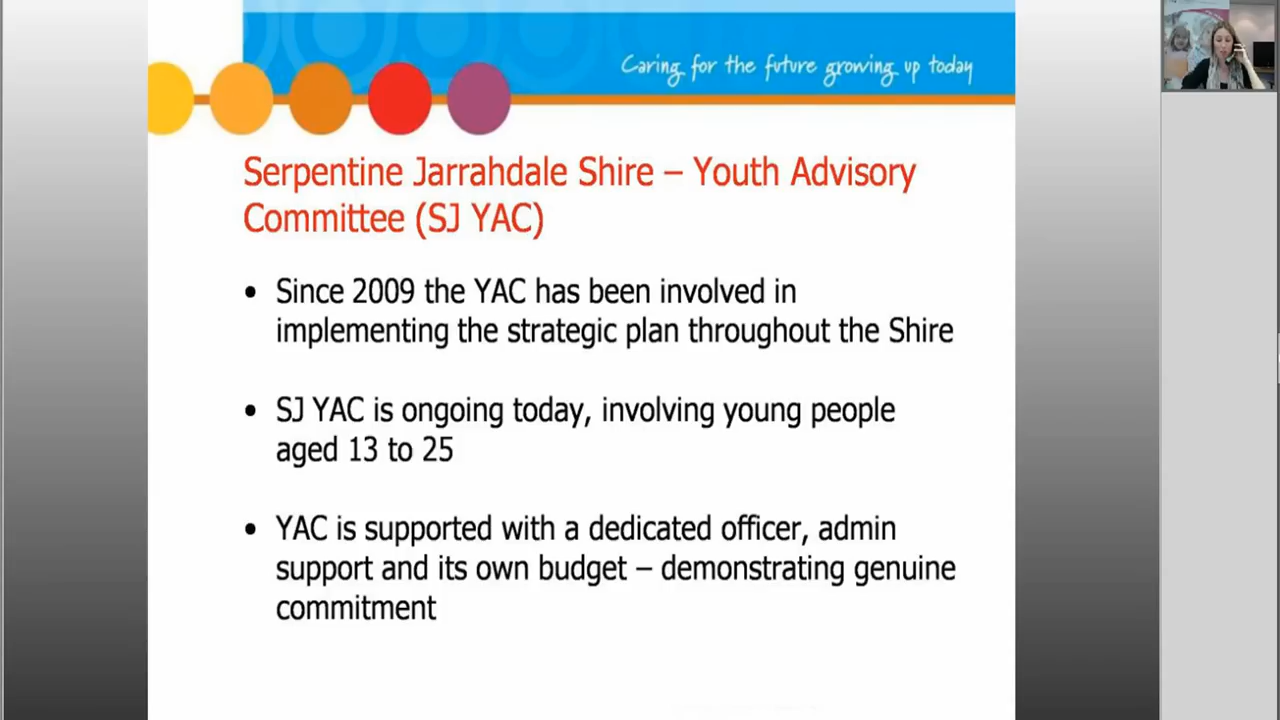 Caring for the future growing up today
Serpentine Jarrahdale Shire – Youth Advisory
Committee (SJ YAC)
• Since 2009 the YAC has been involved in
implementing the strategic plan throughout the Shire
• SJ YAC is ongoing today, involving young people
aged 13 to 25
• YAC is supported with a dedicated officer, admin
support and its own budget – demonstrating genuine
commitment